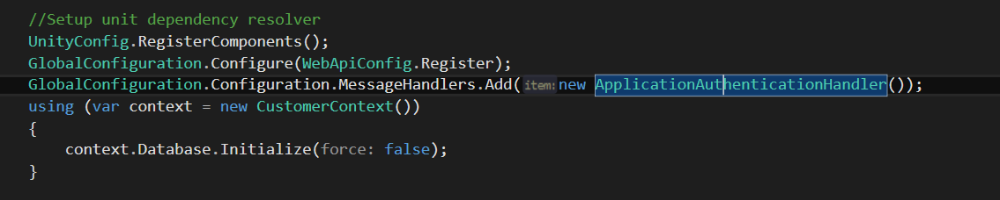 //Setup unit dependency resolver
UnityConfig.RegisterComponents();
GlobalConfiguration.Configure(WebApiConfig.Register);
GlobalConfiguration.Configuration.MessageHandlers.Add(item: new ApplicationAuthenticationHandler());
using (var context = new CustomerContext())
{
    context.Database.Initialize(force: false);
}